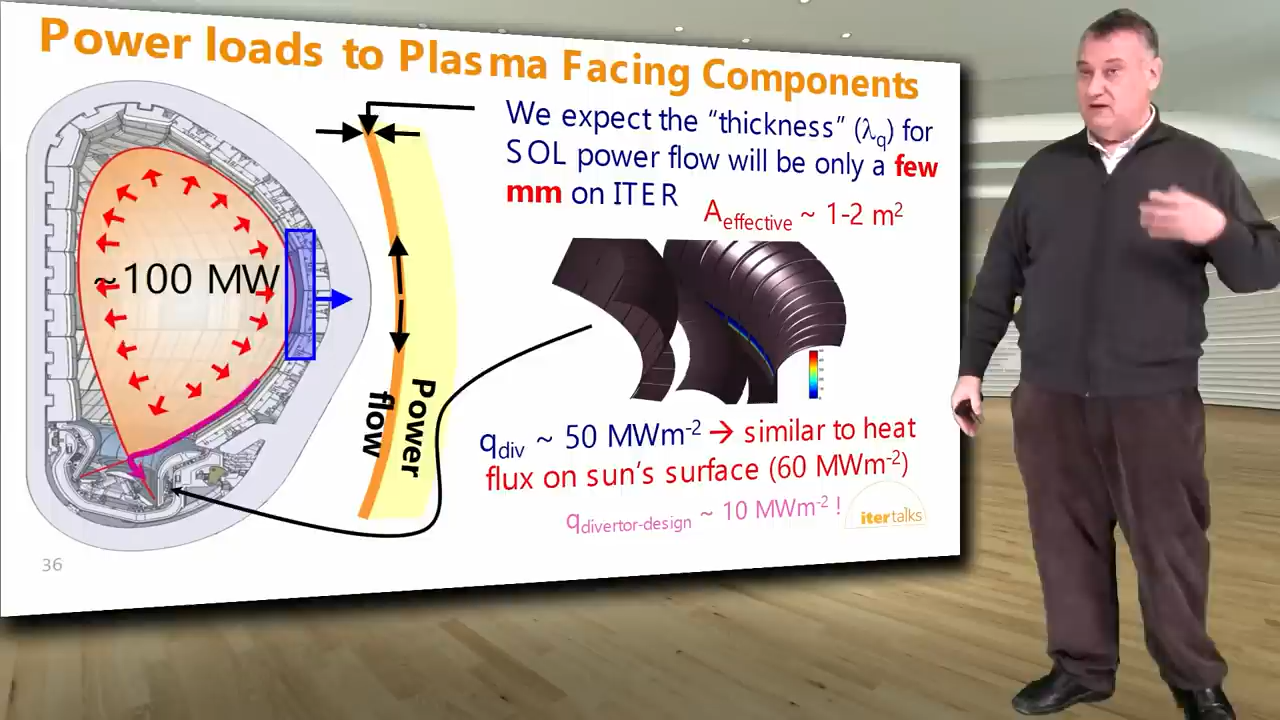 Power loads to Plasma Facing Components
We expect the “thickness” (λq) for
SOL power flow will be only a few
mm on ITER
Aeffective ~ 1-2 m²
~100 MW
Power
flow
qdiv ~ 50 MWm⁻² → similar to heat
flux on sun’s surface (60 MWm⁻²)
qdivertor-design ~ 10 MWm⁻² !
itertalks
36